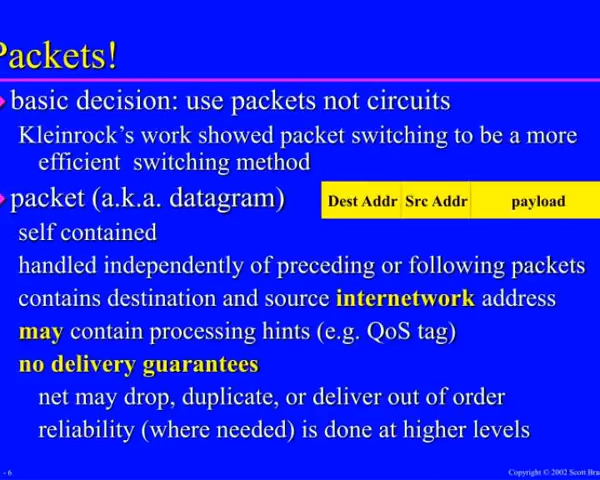 Packets!
basic decision: use packets not circuits
Kleinrock's work showed packet switching to be a more
efficient switching method
packet (a.k.a. datagram)
Dest Addr Src Addr payload
self contained
handled independently of preceding or following packets
contains destination and source internetwork address
may contain processing hints (e.g. QoS tag)
no delivery guarantees
net may drop, duplicate, or deliver out of order
reliability (where needed) is done at higher levels
- 6
Copyright © 2002 Scott